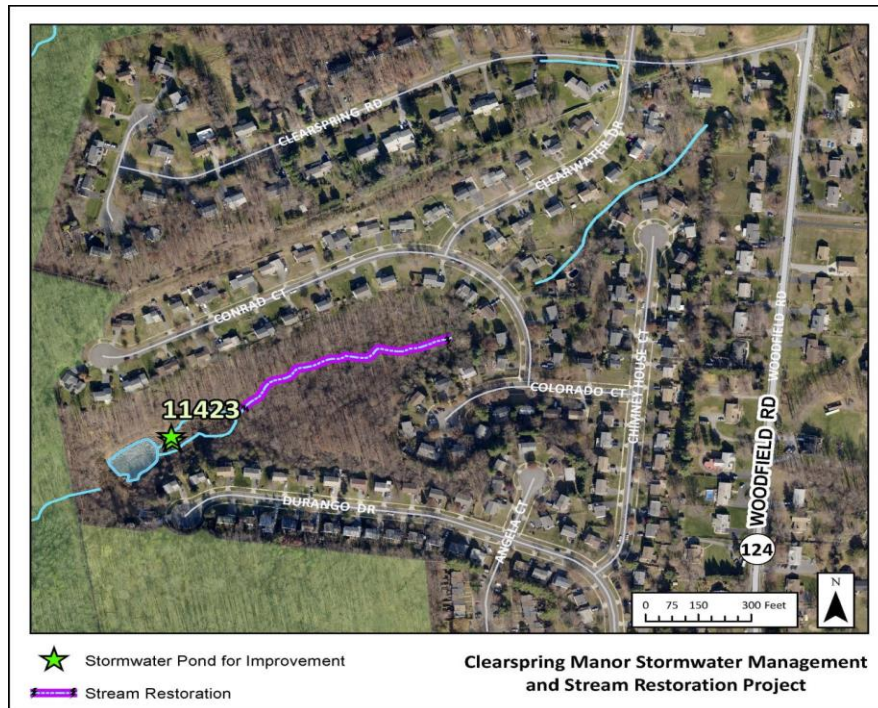 CLEARSPRING RD
CLEARWATER DR
CONRAD CT
COLORADO CT
CHIMNEY HOUSE CT
WOODFIELD RD
WOODFIELD RD
124
11423
DURANGO DR
ANGELA CT
N
0 75 150 300 Feet
Stormwater Pond for Improvement
Stream Restoration
Clearspring Manor Stormwater Management
and Stream Restoration Project